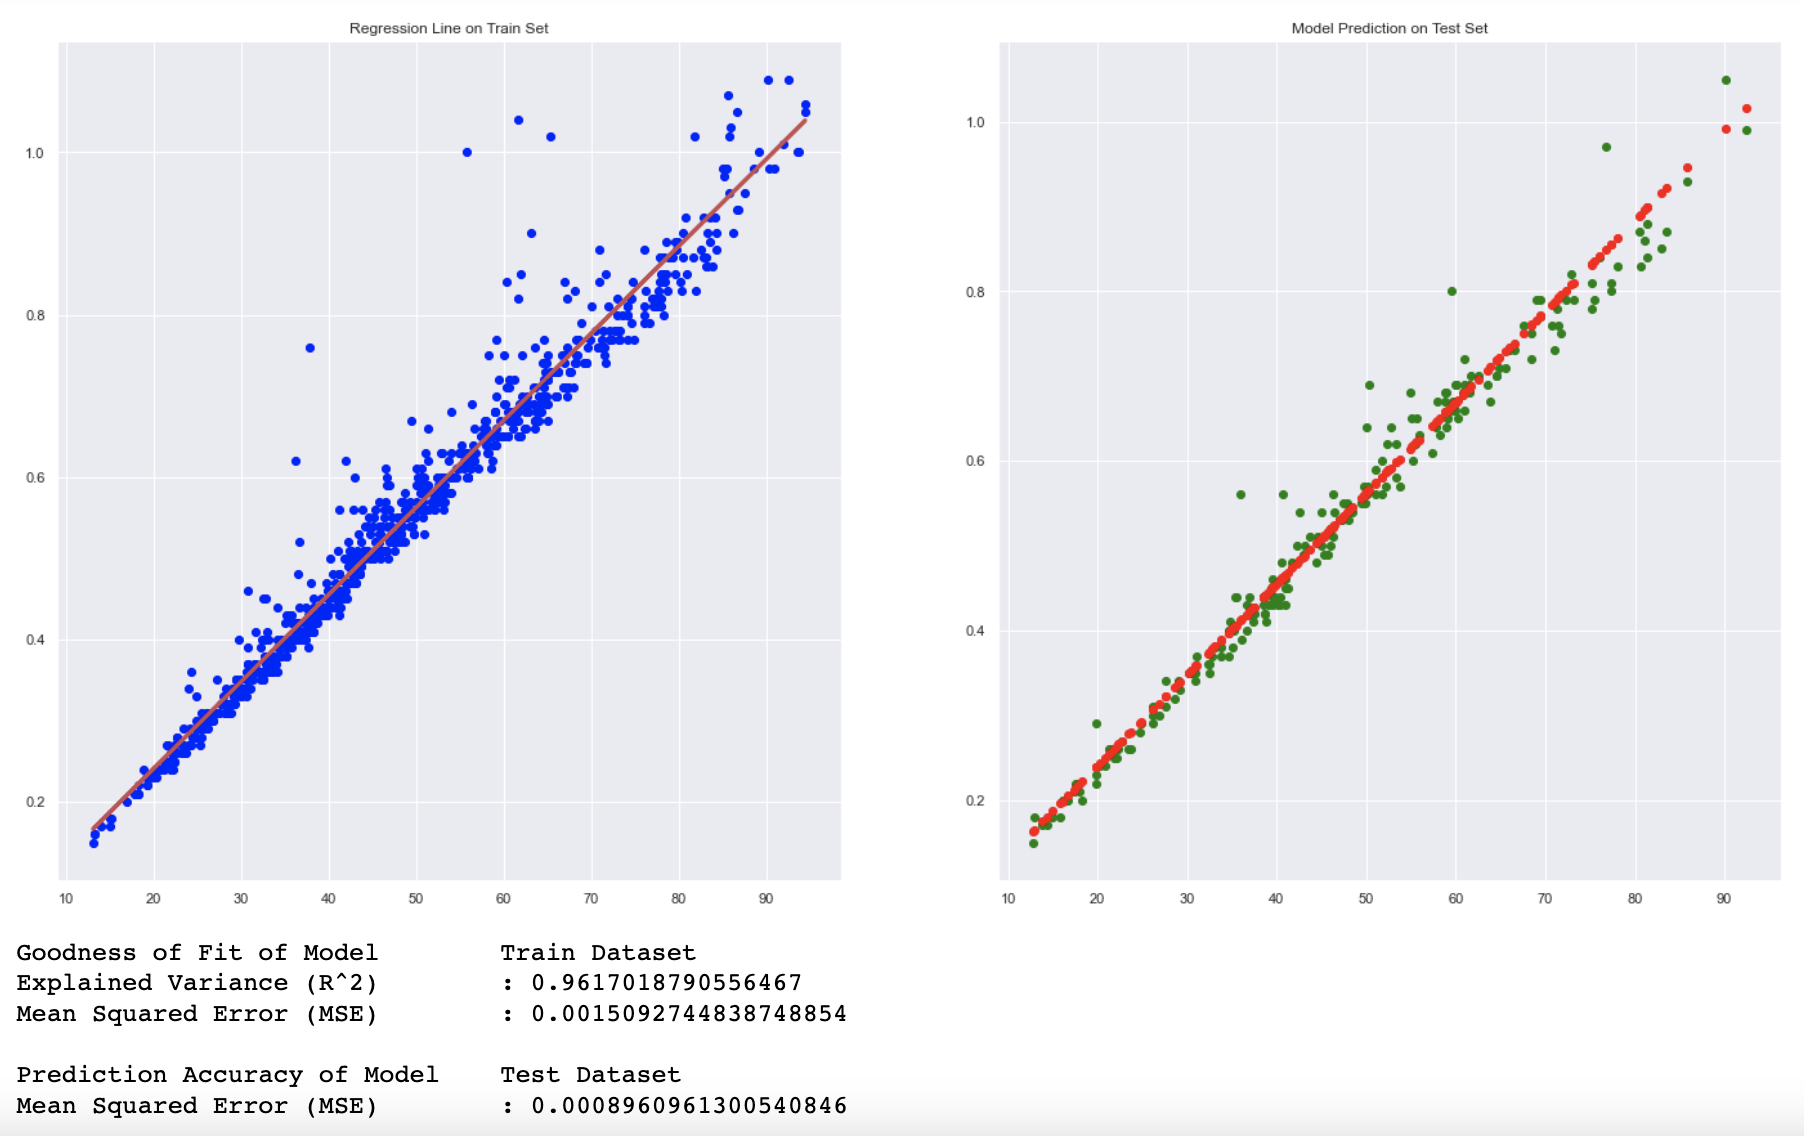 Regression Line on Train Set
1.0
0.8
0.6
0.4
0.2
10 20 30 40 50 60 70 80 90
Model Prediction on Test Set
1.0
0.8
0.6
0.4
0.2
10 20 30 40 50 60 70 80 90
Goodness of Fit of Model Train Dataset
Explained Variance (R^2) : 0.9617018790556467
Mean Squared Error (MSE) : 0.0015092744838748854
Prediction Accuracy of Model Test Dataset
Mean Squared Error (MSE) : 0.0008960961300540846